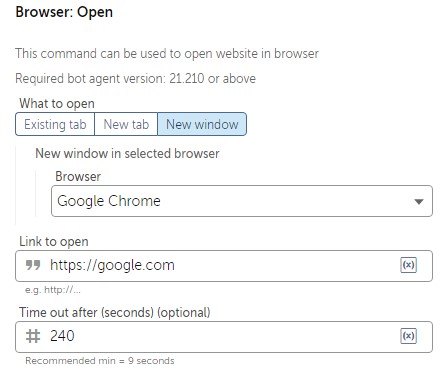 Browser: Open
This command can be used to open website in browser
Required bot agent version: 21.210 or above
What to open
Existing tab New tab New window
New window in selected browser
Browser
Google Chrome
Link to open
https://google.com (x)
e.g. http://...
Time out after (seconds) (optional)
# 240 (x)
Recommended min = 9 seconds